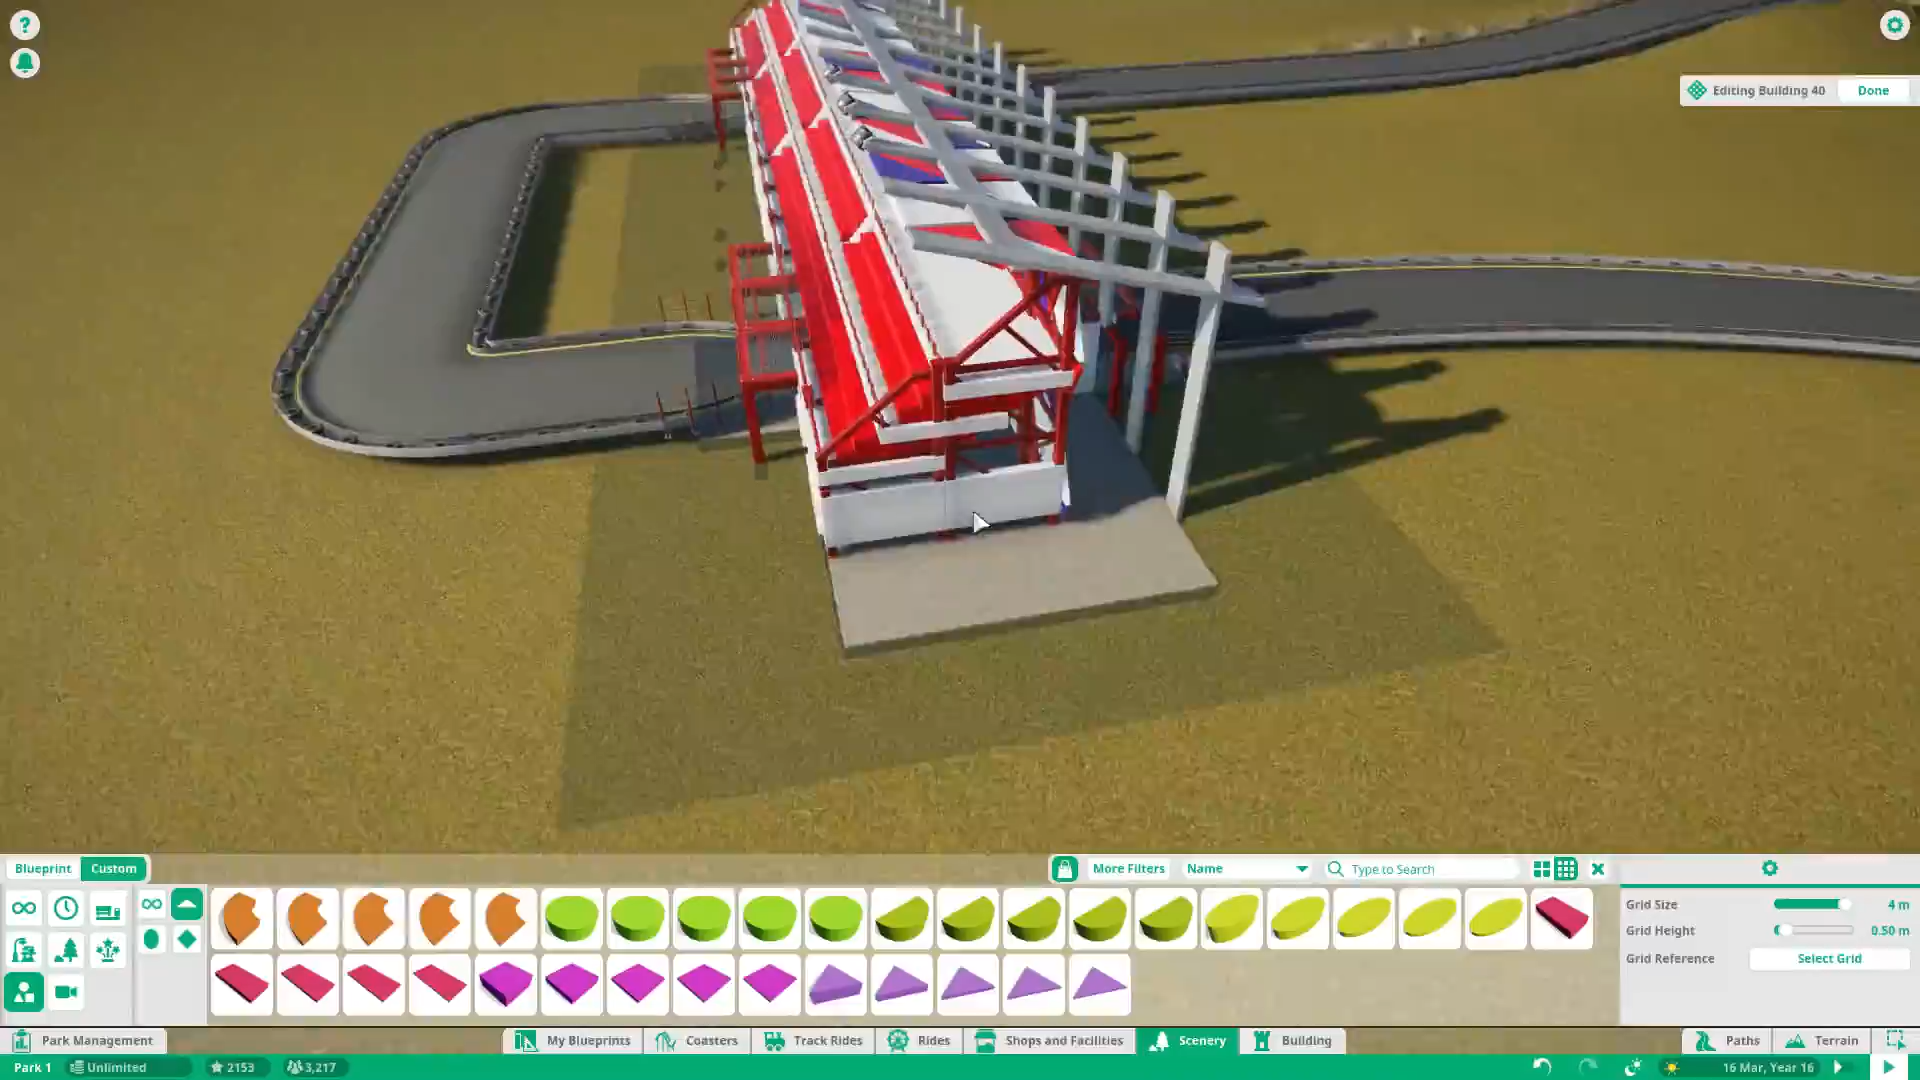 ?
Editing Building 40 Done
Blueprint Custom More Filters Name Type to Search
Grid Size 4 m
Grid Height 0.50 m
Grid Reference Select Grid
Park Management My Blueprints Coasters Track Rides Rides Shops and Facilities Scenery Building Paths Terrain
Park 1 Unlimited 2153 3,217 16 Mar, Year 16